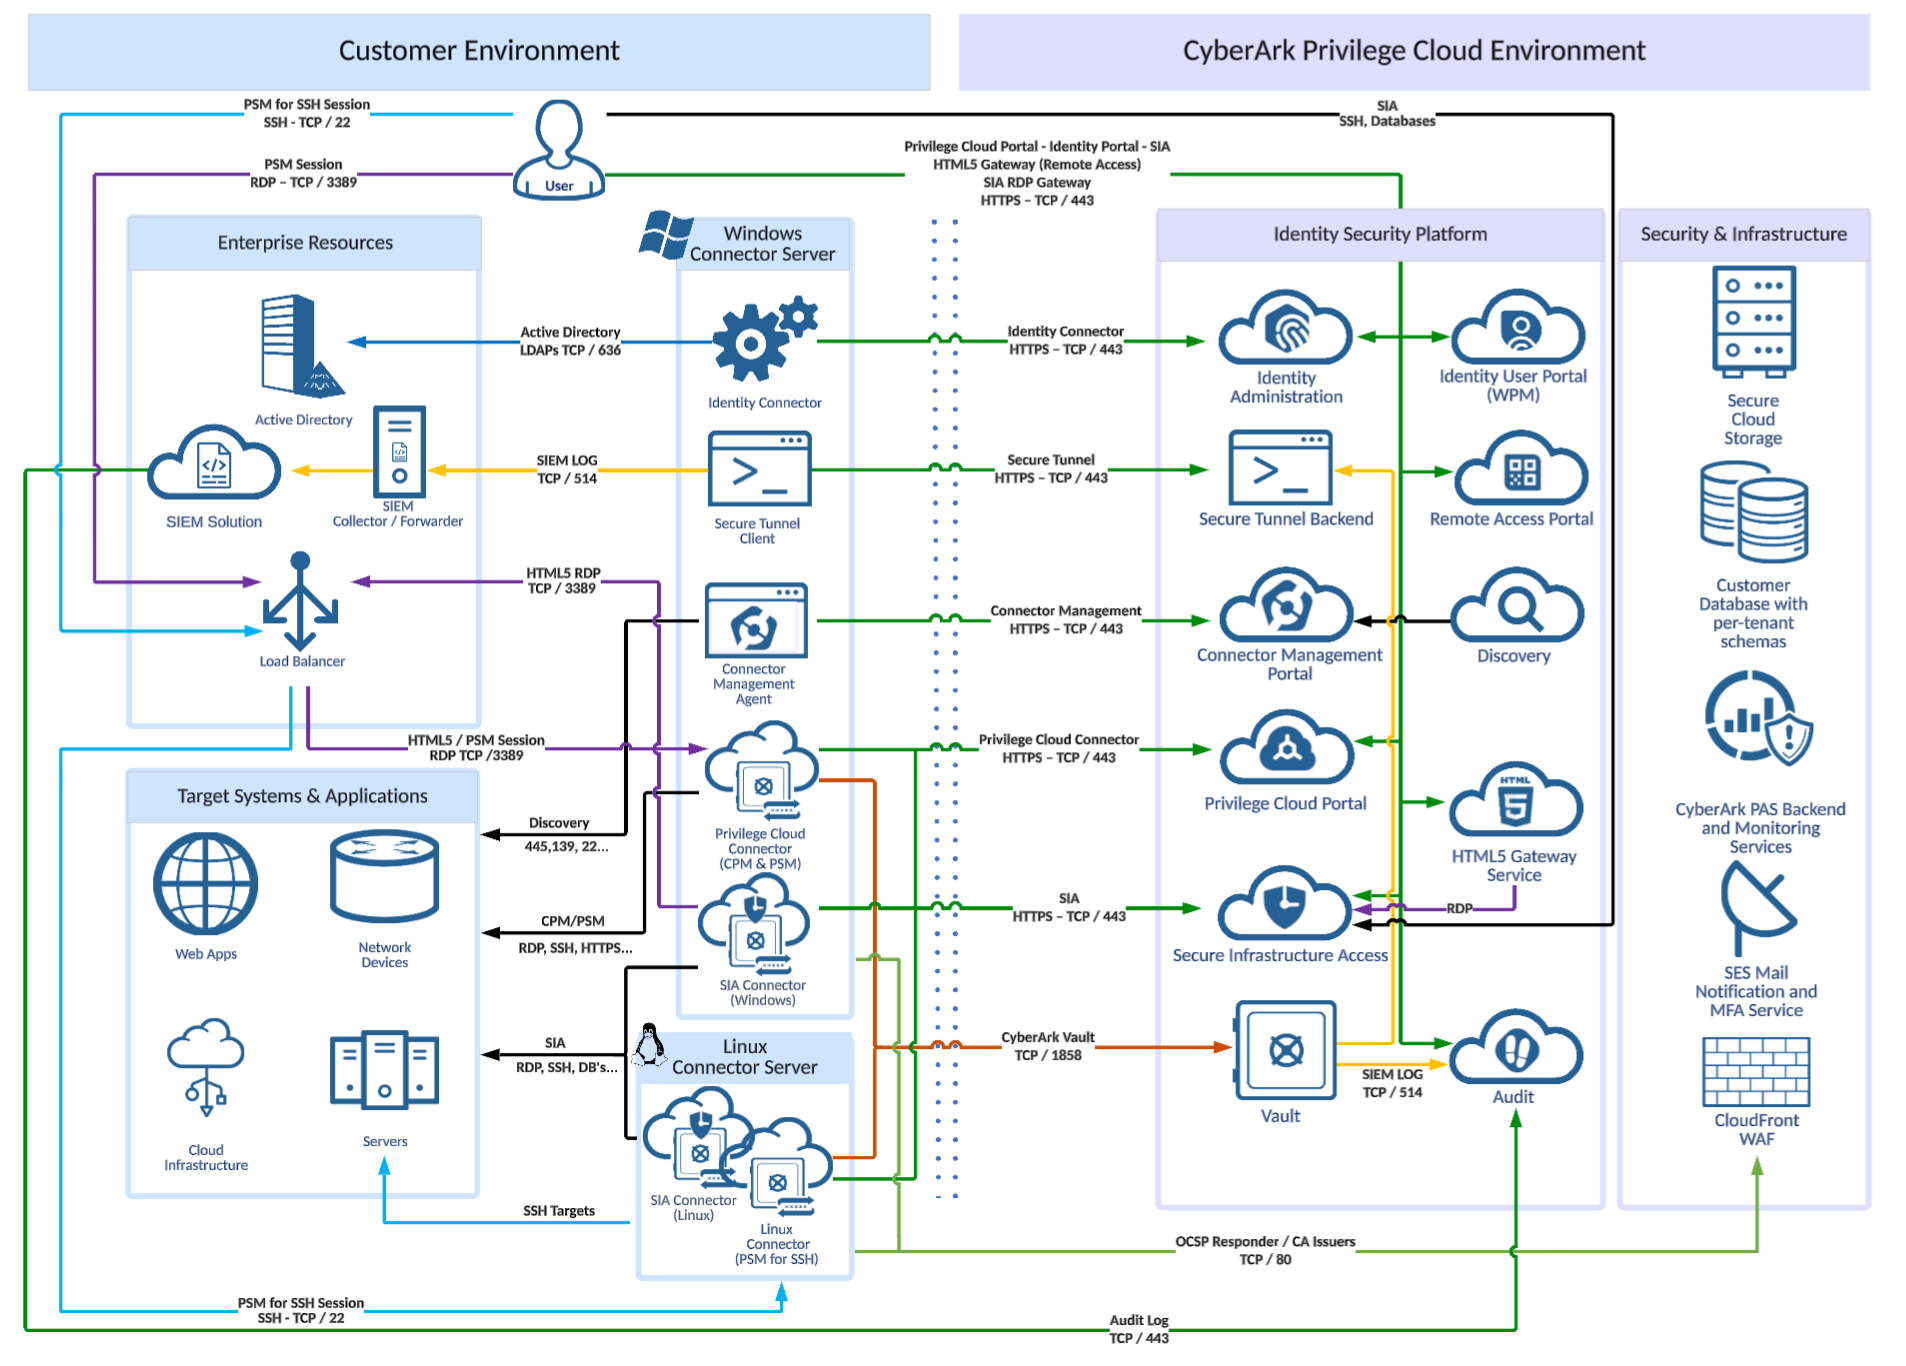 Customer Environment
CyberArk Privilege Cloud Environment
PSM for SSH Session
SSH - TCP / 22
SIA
SSH, Databases
PSM Session
RDP – TCP / 3389
User
Privilege Cloud Portal - Identity Portal - SIA
HTML5 Gateway (Remote Access)
SIA RDP Gateway
HTTPS – TCP / 443
Enterprise Resources
Windows
Connector Server
Identity Security Platform
Security & Infrastructure
Active Directory
LDAPs TCP / 636
Identity Connector
HTTPS – TCP / 443
Active Directory
Identity Connector
Identity
Administration
Identity User Portal
(WPM)
Secure
Cloud
Storage
SIEM LOG
TCP / 514
Secure Tunnel
HTTPS – TCP / 443
SIEM Solution
SIEM
Collector / Forwarder
Secure Tunnel
Client
Secure Tunnel Backend
Remote Access Portal
HTML5 RDP
TCP / 3389
Customer
Database with
per-tenant
schemas
Connector Management
HTTPS – TCP / 443
Load Balancer
Connector
Management
Agent
Connector Management
Portal
Discovery
HTML5 / PSM Session
RDP TCP /3389
Privilege Cloud Connector
HTTPS – TCP / 443
Target Systems & Applications
Privilege Cloud
Connector
(CPM & PSM)
Privilege Cloud Portal
HTML
5
HTML5 Gateway
Service
CyberArk PAS Backend
and Monitoring
Services
Discovery
445,139, 22...
SIA
HTTPS – TCP / 443
RDP
CPM/PSM
RDP, SSH, HTTPS...
Web Apps
Network
Devices
SIA Connector
(Windows)
Secure Infrastructure Access
SES Mail
Notification and
MFA Service
SIA
RDP, SSH, DB's...
Linux
Connector Server
CyberArk Vault
TCP / 1858
SIEM LOG
TCP / 514
Vault
Audit
CloudFront
WAF
Cloud
Infrastructure
Servers
SIA Connector
(Linux)
SSH Targets
Linux
Connector
(PSM for SSH)
OCSP Responder / CA Issuers
TCP / 80
PSM for SSH Session
SSH - TCP / 22
Audit Log
TCP / 443